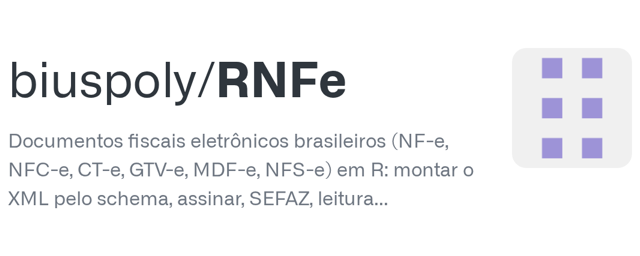 biuspoly/RNFe
Documentos fiscais eletrônicos brasileiros (NF-e,
NFC-e, CT-e, GTV-e, MDF-e, NFS-e) em R: montar o
XML pelo schema, assinar, SEFAZ, leitura...